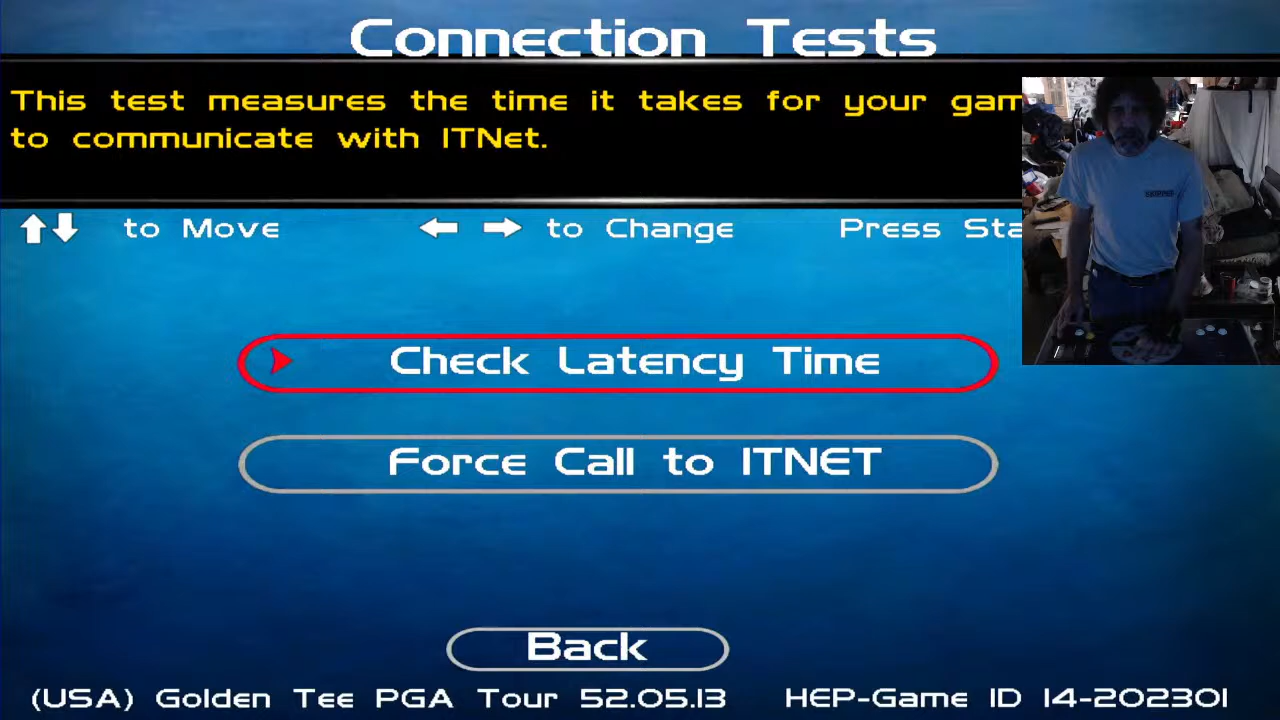 Connection Tests
This test measures the time it takes for your gam
to communicate with ITNet.
to Move to Change Press Sta
Check Latency Time
Force Call to ITNET
Back
(USA) Golden Tee PGA Tour 52.05.13 HEP-Game ID 14-202301